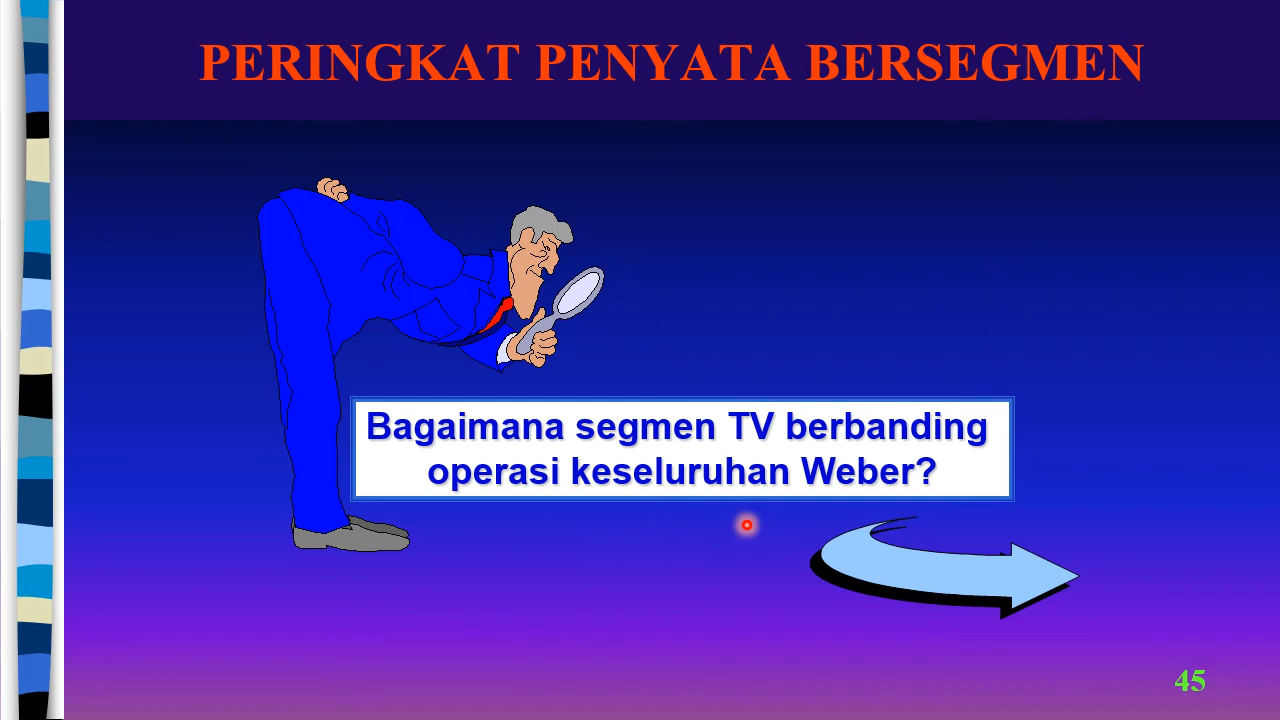 PERINGKAT PENYATA BERSEGMEN
Bagaimana segmen TV berbanding
operasi keseluruhan Weber?
45